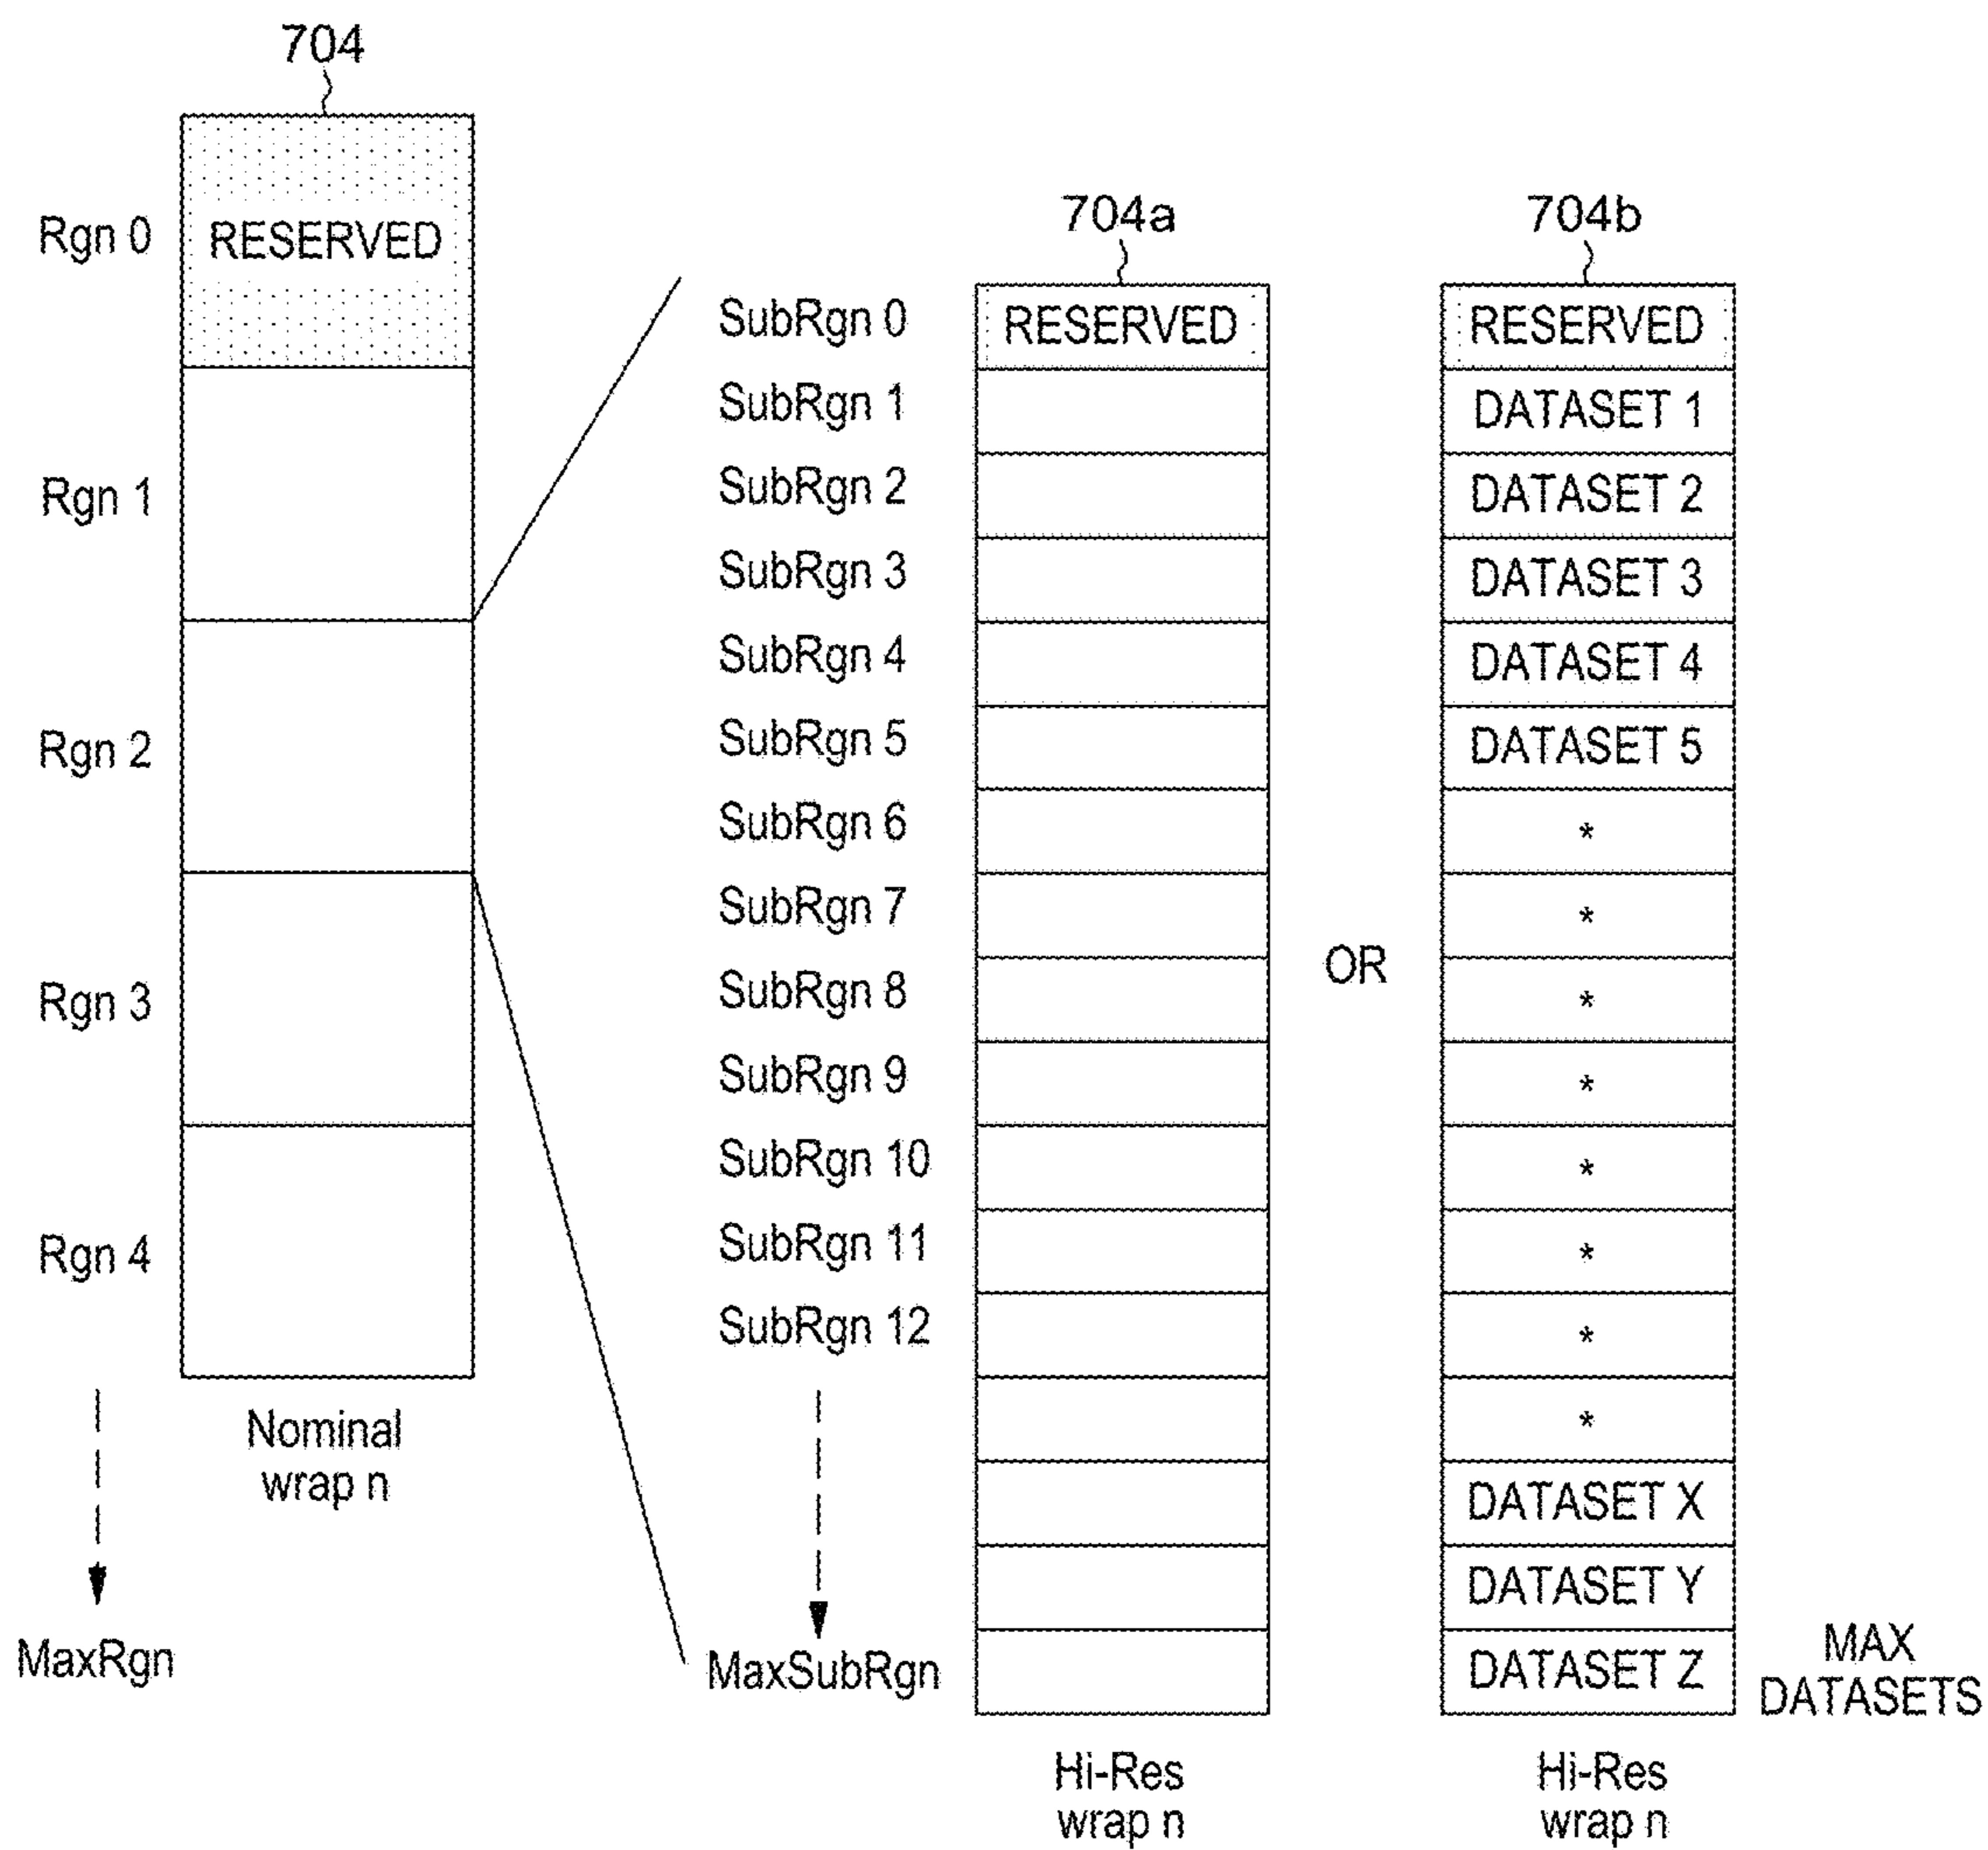 704
Rgn 0
RESERVED
Rgn 1
Rgn 2
Rgn 3
Rgn 4
MaxRgn
Nominal
wrap n
704a
SubRgn 0
RESERVED
SubRgn 1
SubRgn 2
SubRgn 3
SubRgn 4
SubRgn 5
SubRgn 6
SubRgn 7
SubRgn 8
SubRgn 9
SubRgn 10
SubRgn 11
SubRgn 12
MaxSubRgn
Hi-Res
wrap n
OR
704b
RESERVED
DATASET 1
DATASET 2
DATASET 3
DATASET 4
DATASET 5
*
*
*
*
*
*
*
*
DATASET X
DATASET Y
DATASET Z
MAX
DATASETS
Hi-Res
wrap n